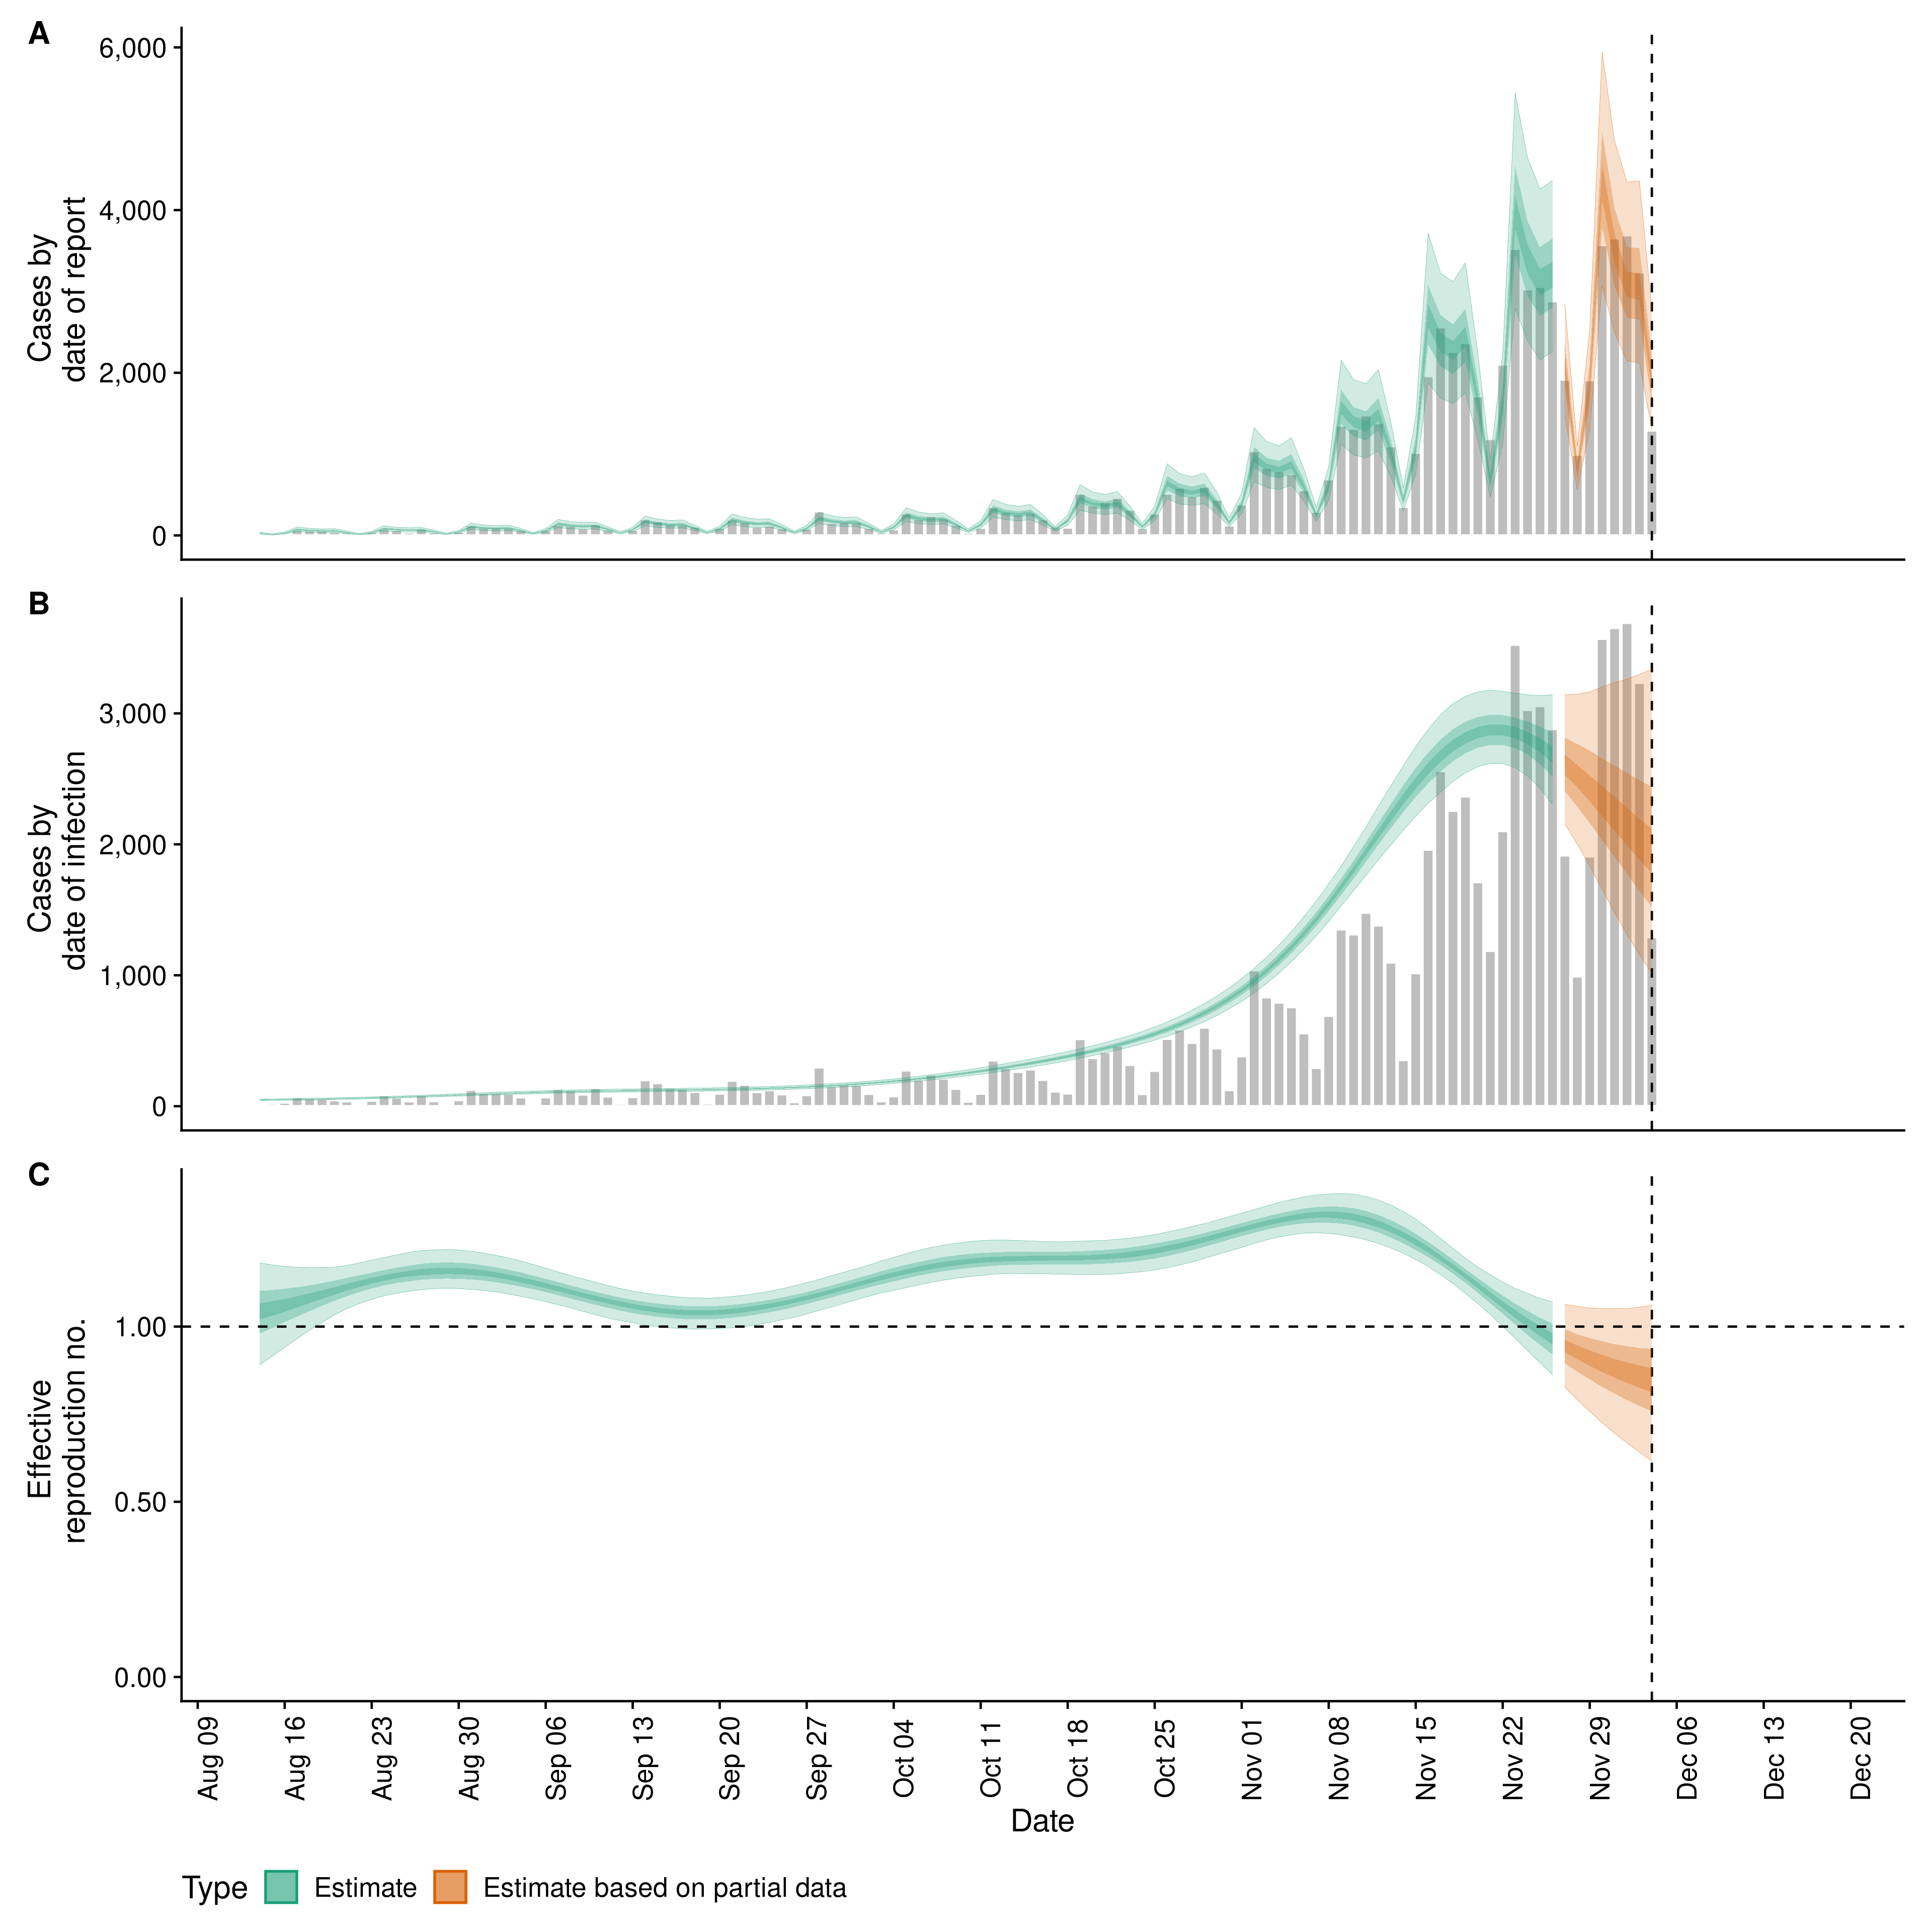 A
Cases by
date of report
6,000
4,000
2,000
0
B
Cases by
date of infection
3,000
2,000
1,000
0
C
Effective
reproduction no.
1.00
0.50
0.00
Aug 09
Aug 16
Aug 23
Aug 30
Sep 06
Sep 13
Sep 20
Sep 27
Oct 04
Oct 11
Oct 18
Oct 25
Nov 01
Nov 08
Nov 15
Nov 22
Nov 29
Dec 06
Dec 13
Dec 20
Date
Type Estimate Estimate based on partial data